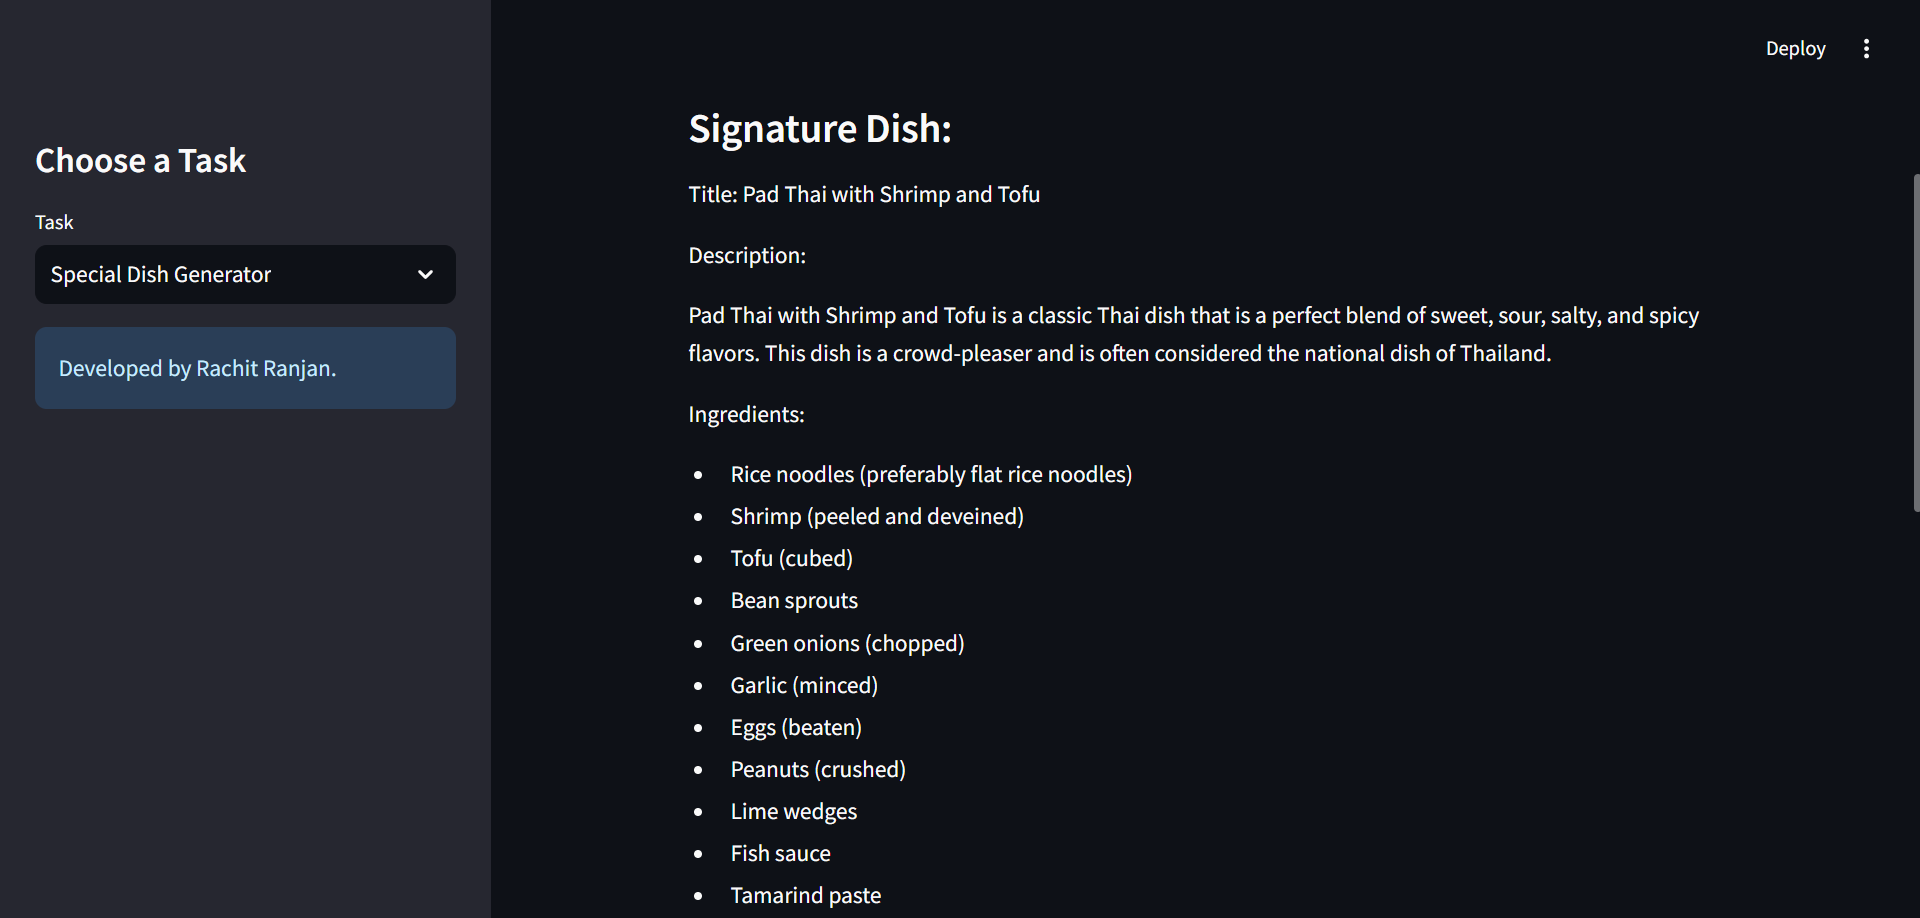 Deploy
Choose a Task
Task
Special Dish Generator
Developed by Rachit Ranjan.
Signature Dish:
Title: Pad Thai with Shrimp and Tofu
Description:
Pad Thai with Shrimp and Tofu is a classic Thai dish that is a perfect blend of sweet, sour, salty, and spicy
flavors. This dish is a crowd-pleaser and is often considered the national dish of Thailand.
Ingredients:
• Rice noodles (preferably flat rice noodles)
• Shrimp (peeled and deveined)
• Tofu (cubed)
• Bean sprouts
• Green onions (chopped)
• Garlic (minced)
• Eggs (beaten)
• Peanuts (crushed)
• Lime wedges
• Fish sauce
• Tamarind paste